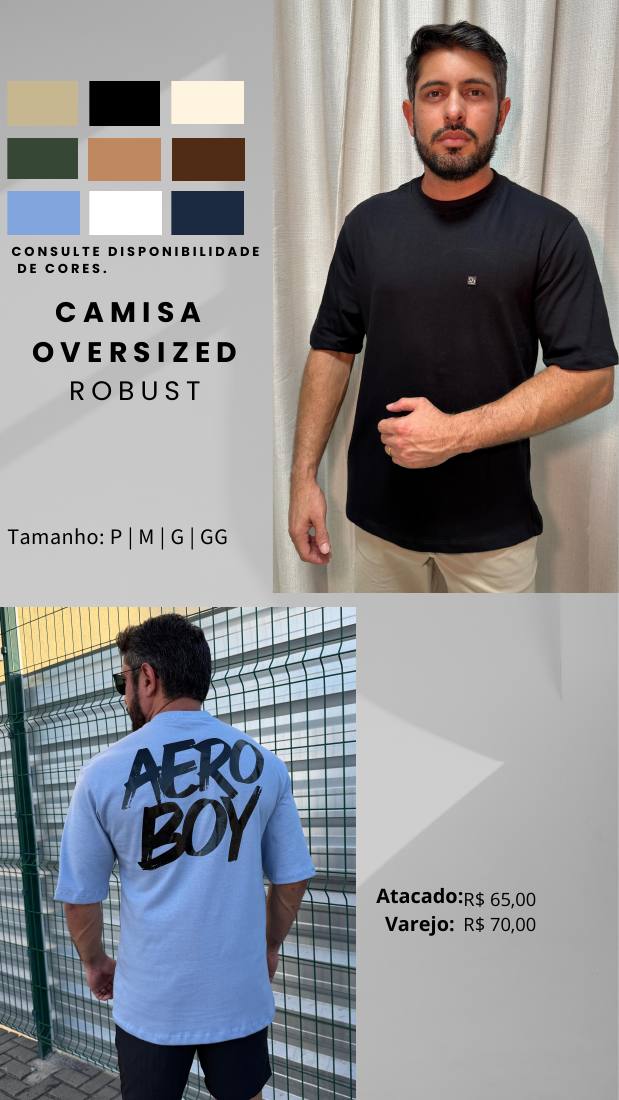 CONSULTE DISPONIBILIDADE
DE CORES.
CAMISA
OVERSIZED
ROBUST
Tamanho: P | M | G | GG
AERO
BOY
Atacado: R$ 65,00
Varejo: R$ 70,00